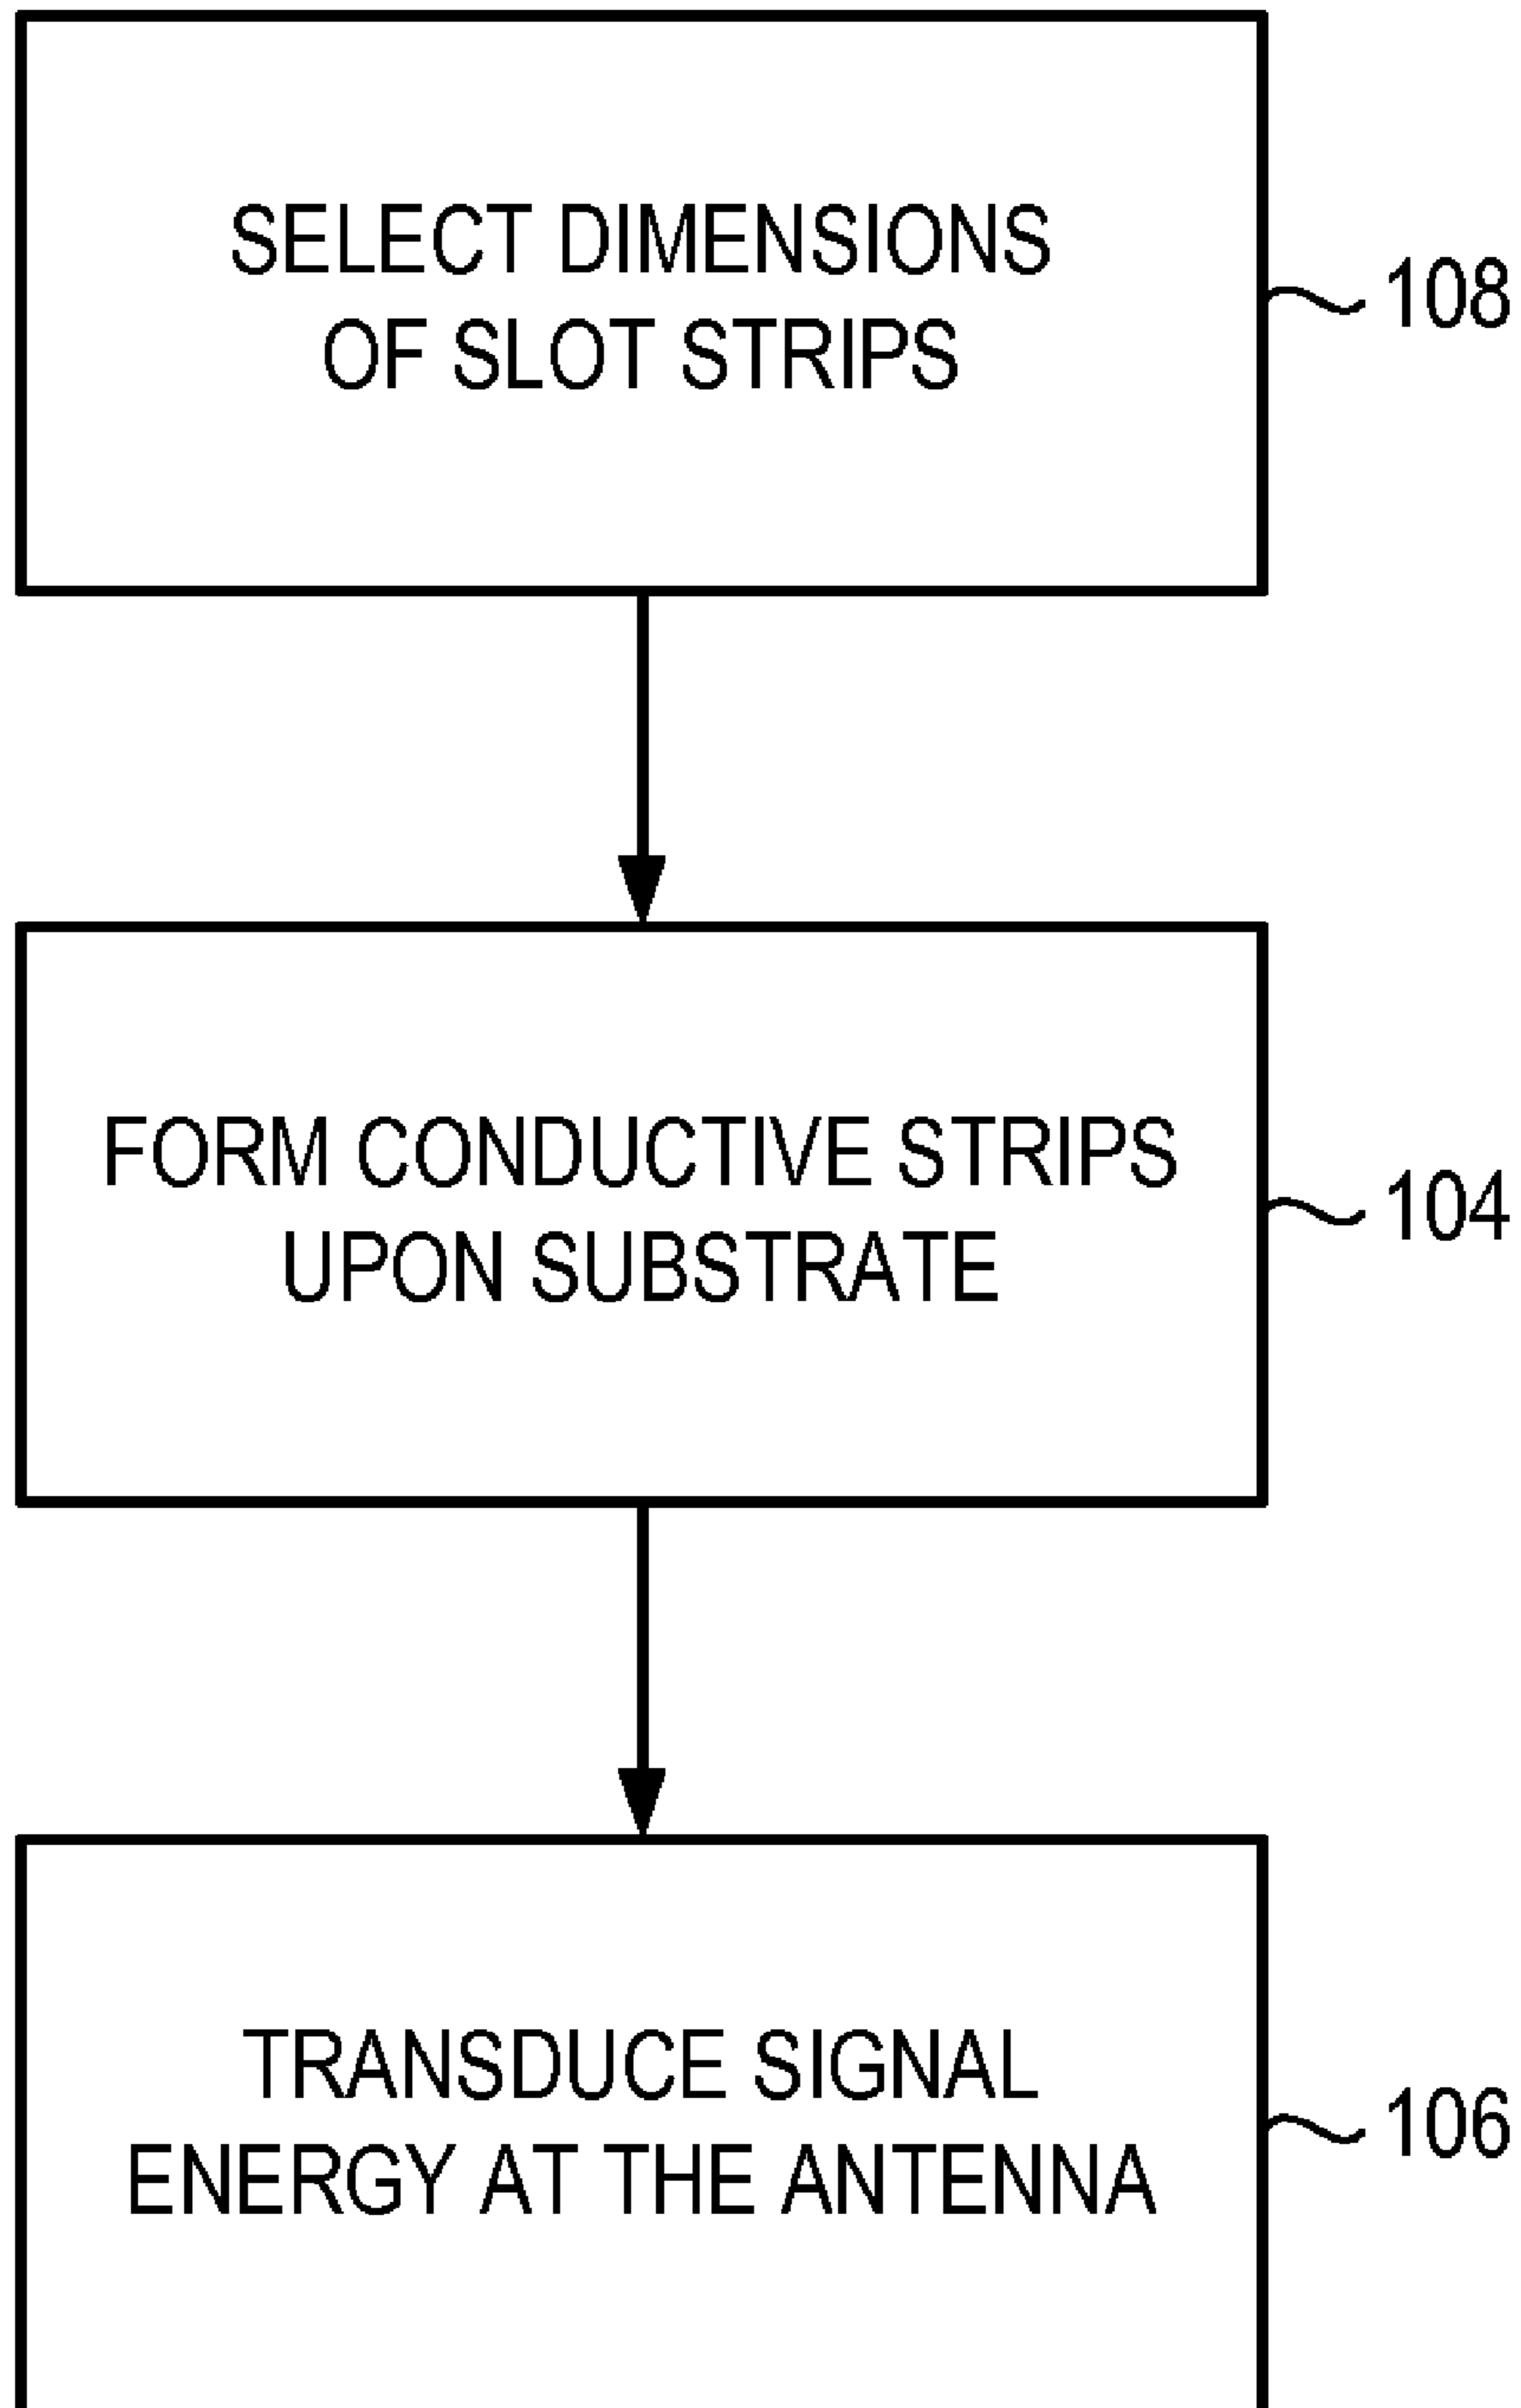 SELECT DIMENSIONS
OF SLOT STRIPS
108
FORM CONDUCTIVE STRIPS
UPON SUBSTRATE
104
TRANSDUCE SIGNAL
ENERGY AT THE ANTENNA
106